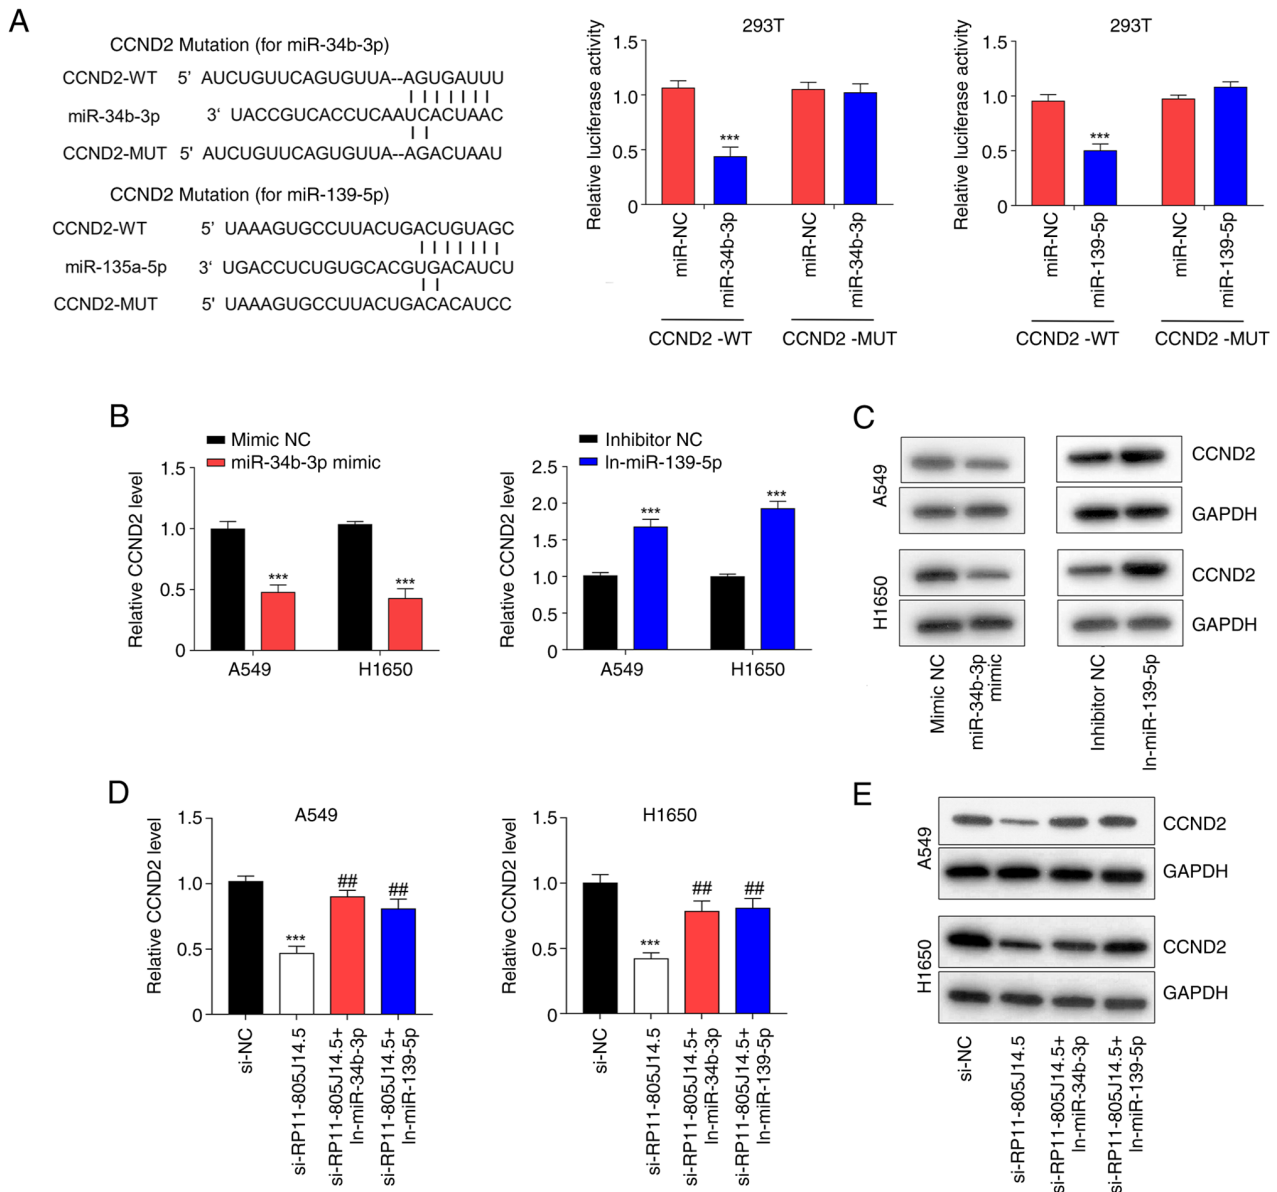 A
CCND2 Mutation (for miR-34b-3p)
CCND2-WT 5' AUCUGUUCAGUGUUA--AGUGAUUU
miR-34b-3p 3‘ UACCGUCACCUCAAUCACUAAC
CCND2-MUT 5' AUCUGUUCAGUGUUA--AGACUAAU
CCND2 Mutation (for miR-139-5p)
CCND2-WT 5' UAAAGUGCCUUACUGACUGUAGC
miR-135a-5p 3‘ UGACCUCUGUGCACGUGACAUCU
CCND2-MUT 5' UAAAGUGCCUUACUGACACAUCC
293T
Relative luciferase activity
1.5
1.0
0.5
0
***
miR-NC
miR-34b-3p
miR-NC
miR-34b-3p
CCND2 -WT
CCND2 -MUT
293T
Relative luciferase activity
1.5
1.0
0.5
0
***
miR-NC
miR-139-5p
miR-NC
miR-139-5p
CCND2 -WT
CCND2 -MUT
B
Mimic NC
miR-34b-3p mimic
Relative CCND2 level
1.5
1.0
0.5
0
***
***
A549
H1650
Inhibitor NC
In-miR-139-5p
Relative CCND2 level
2.5
2.0
1.5
1.0
0.5
0
***
***
A549
H1650
C
A549
CCND2
GAPDH
H1650
CCND2
GAPDH
Mimic NC
miR-34b-3p
mimic
Inhibitor NC
In-miR-139-5p
D
A549
Relative CCND2 level
1.5
1.0
0.5
0
***
##
##
si-NC
si-RP11-805J14.5
si-RP11-805J14.5+
In-miR-34b-3p
si-RP11-805J14.5+
In-miR-139-5p
H1650
Relative CCND2 level
1.5
1.0
0.5
0
***
##
##
si-NC
si-RP11-805J14.5
si-RP11-805J14.5+
In-miR-34b-3p
si-RP11-805J14.5+
In-miR-139-5p
E
A549
CCND2
GAPDH
H1650
CCND2
GAPDH
si-NC
si-RP11-805J14.5
si-RP11-805J14.5+
In-miR-34b-3p
si-RP11-805J14.5+
In-miR-139-5p